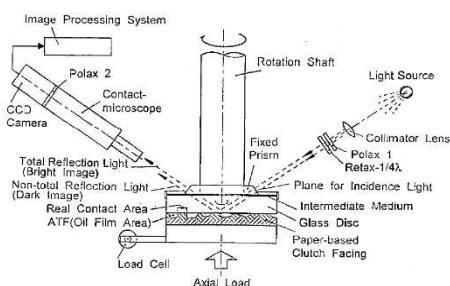 Image Processing System
Polax 2
Contact-
microscope
CCD
Camera
Rotation Shaft
Light Source
Collimator Lens
Polax 1
Retax-1/4λ
Fixed
Prism
Total Reflection Light
(Bright Image)
Non-total Reflection
Light
(Dark Image)
Plane for Incidence Light
Intermediate Medium
Real Contact Area
Glass Disc
ATF(Oil Film Area)
Paper-based
Clutch Facing
Load Cell
Axial Load